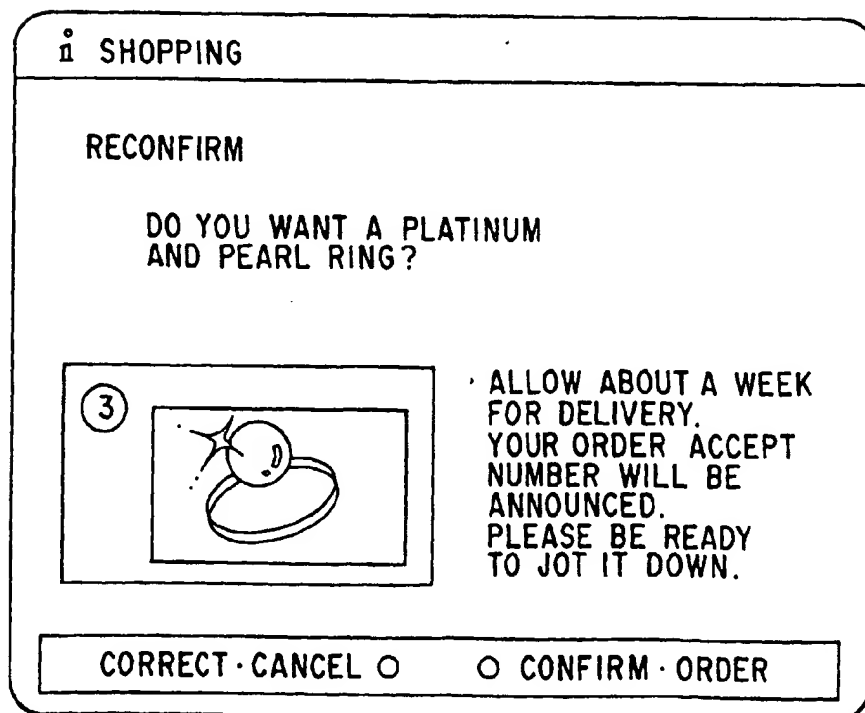 i SHOPPING
RECONFIRM
DO YOU WANT A PLATINUM
AND PEARL RING?
3
ALLOW ABOUT A WEEK
FOR DELIVERY.
YOUR ORDER ACCEPT
NUMBER WILL BE
ANNOUNCED.
PLEASE BE READY
TO JOT IT DOWN.
CORRECT·CANCEL ○ ○ CONFIRM·ORDER